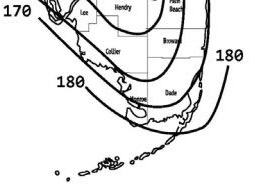 170
Lee
Hendry
Palm
Beach
Collier
Broward
180
180
Monroe
Dade